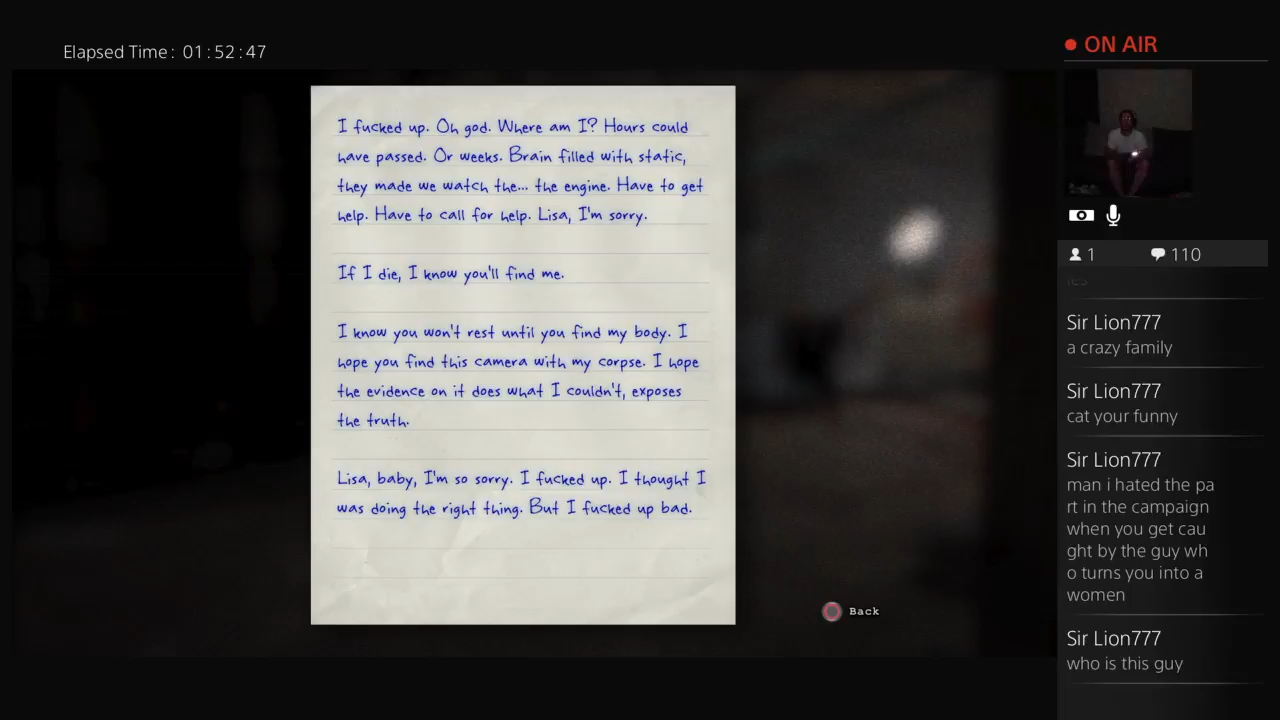 Elapsed Time: 01:52:47
ON AIR
I fucked up. Oh god. Where am I? Hours could
have passed. Or weeks. Brain filled with static,
they made we watch the... the engine. Have to get
help. Have to call for help. Lisa, I'm sorry.
If I die, I know you'll find me.
I know you won't rest until you find my body. I
hope you find this camera with my corpse. I hope
the evidence on it does what I couldn't, exposes
the truth.
Lisa, baby, I'm so sorry. I fucked up. I thought I
was doing the right thing. But I fucked up bad.
Back
1 110
Sir Lion777
a crazy family
Sir Lion777
cat your funny
Sir Lion777
man i hated the pa
rt in the campaign
when you get cau
ght by the guy wh
o turns you into a
women
Sir Lion777
who is this guy